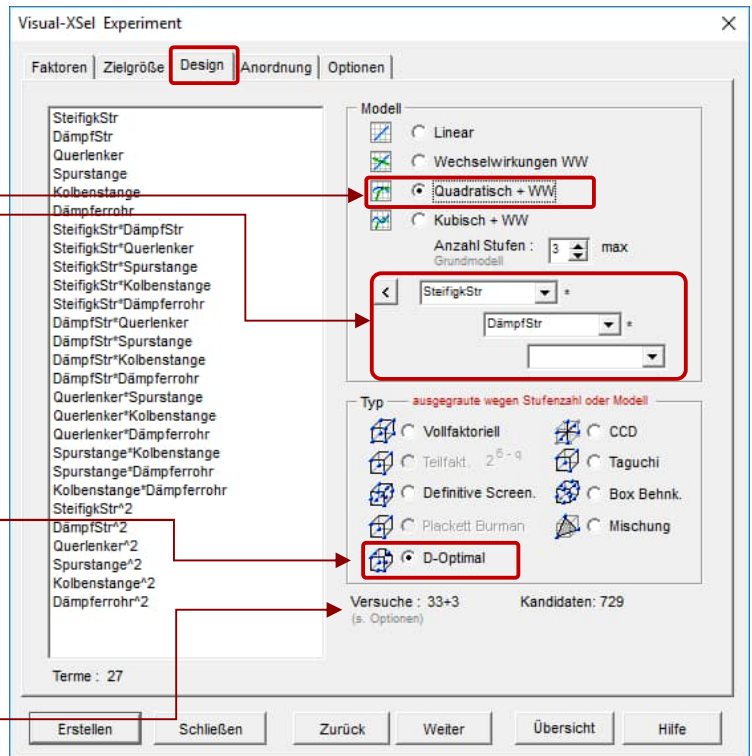 Visual-XSel Experiment
Faktoren Zielgröße Design Anordnung Optionen
SteifigkStr
DämpfStr
Querlenker
Spurstange
Kolbenstange
Dämpferrohr
SteifigkStr*DämpfStr
SteifigkStr*Querlenker
SteifigkStr*Spurstange
SteifigkStr*Kolbenstange
SteifigkStr*Dämpferrohr
DämpfStr*Querlenker
DämpfStr*Spurstange
DämpfStr*Kolbenstange
DämpfStr*Dämpferrohr
Querlenker*Spurstange
Querlenker*Kolbenstange
Querlenker*Dämpferrohr
Spurstange*Kolbenstange
Spurstange*Dämpferrohr
Kolbenstange*Dämpferrohr
SteifigkStr^2
DämpfStr^2
Querlenker^2
Spurstange^2
Kolbenstange^2
Dämpferrohr^2
Terme : 27
Modell
Linear
Wechselwirkungen WW
Quadratisch + WW
Kubisch + WW
Anzahl Stufen : 3 max
Grundmodell
< SteifigkStr *
DämpfStr *
Typ ausgegraute wegen Stufenzahl oder Modell
Vollfaktoriell CCD
Teilfakt. 2^6-q Taguchi
Definitive Screen. Box Behnk.
Plackett Burman Mischung
D-Optimal
Versuche : 33+3 Kandidaten: 729
(s. Optionen)
Erstellen Schließen Zurück Weiter Übersicht Hilfe